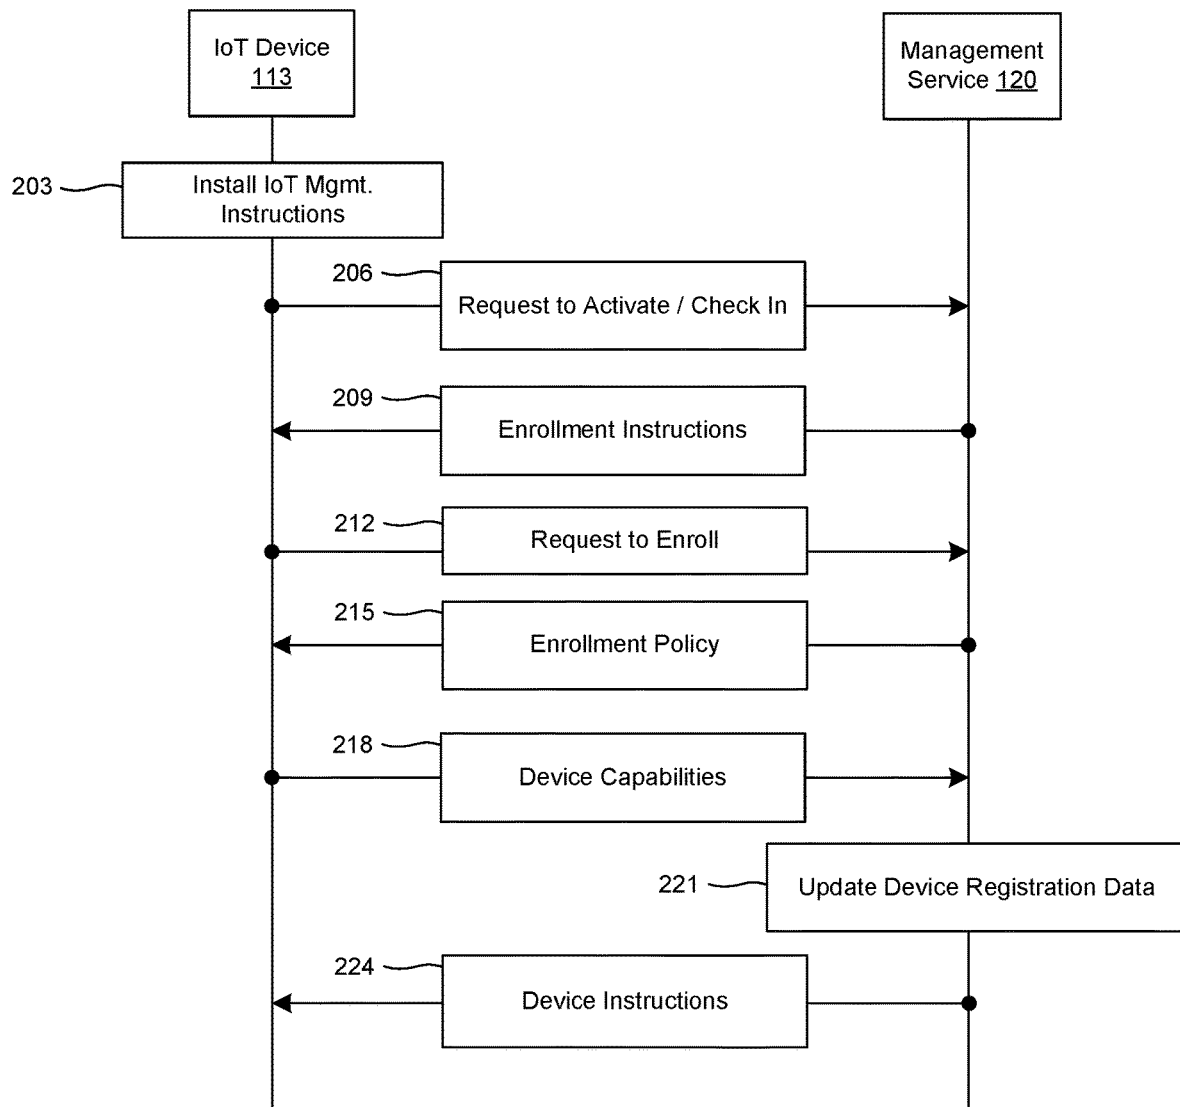 IoT Device
113
Management
Service 120
203
Install IoT Mgmt.
Instructions
206
Request to Activate / Check In
209
Enrollment Instructions
212
Request to Enroll
215
Enrollment Policy
218
Device Capabilities
221
Update Device Registration Data
224
Device Instructions